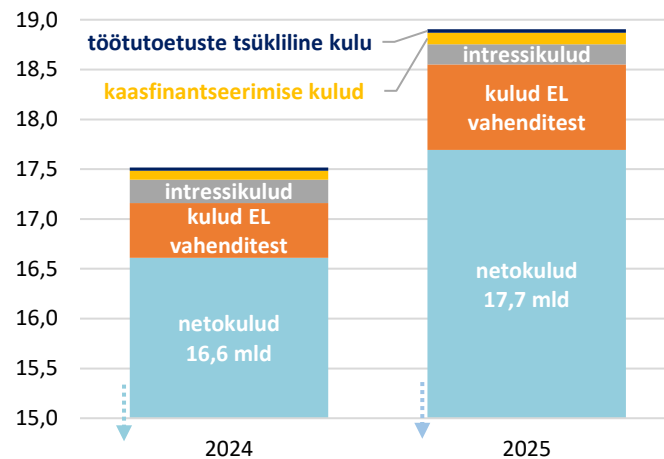 19,0
18,5
18,0
17,5
17,0
16,5
16,0
15,5
15,0
töötutoetuste tsükliline kulu
kaasfinantseerimise kulud
intressikulud
kulud EL
vahenditest
netokulud
16,6 mld
intressikulud
kulud EL
vahenditest
netokulud
17,7 mld
2024
2025